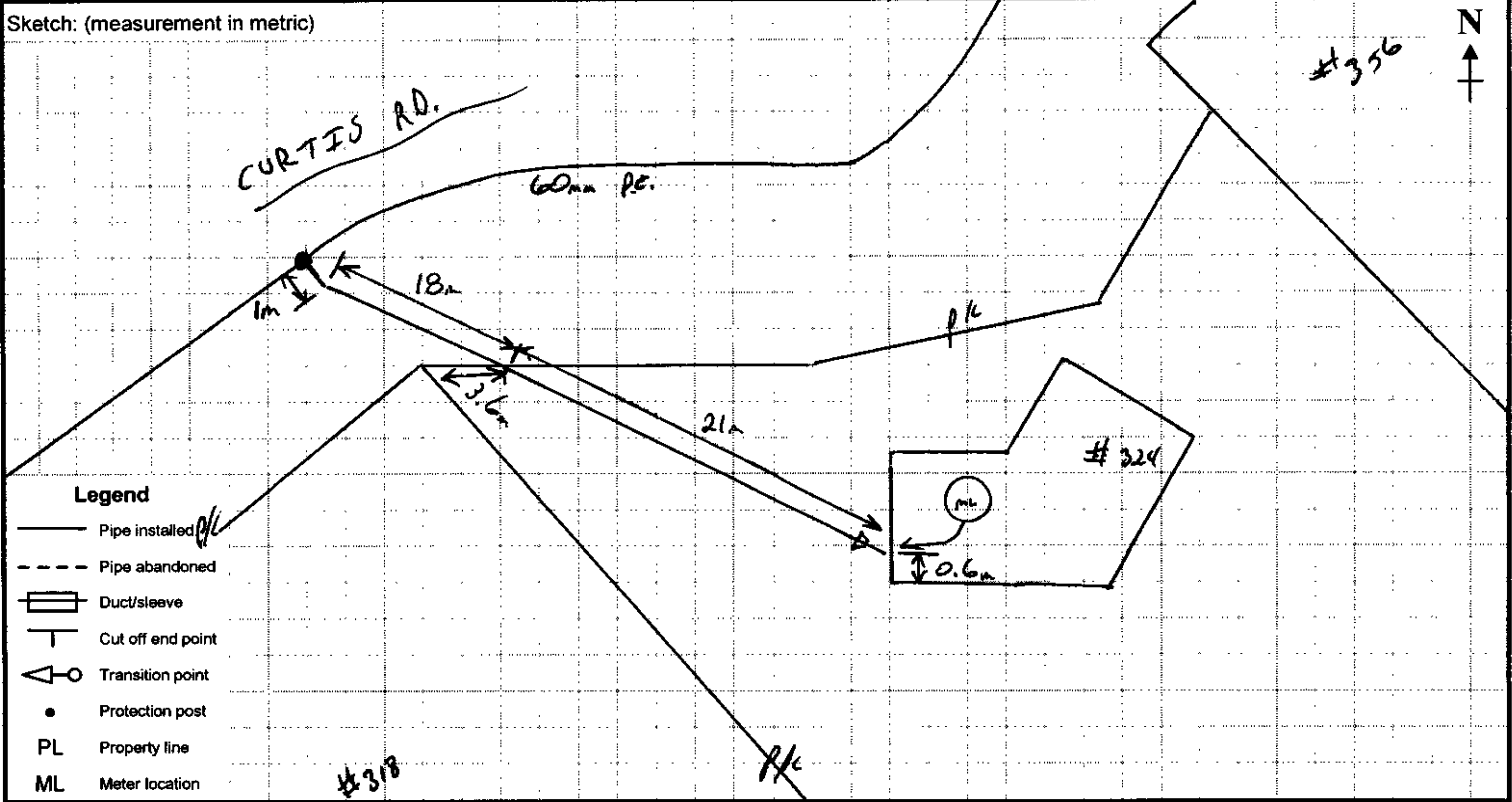 Sketch: (measurement in metric)
N
#356
CURTIS RD.
60mm P.E.
18m
1m
P/L
3.6m
21m
#324
ML
0.6m
Legend
Pipe installed
P/L
Pipe abandoned
Duct/sleeve
Cut off end point
Transition point
Protection post
PL Property line
ML Meter location
#318
P/L